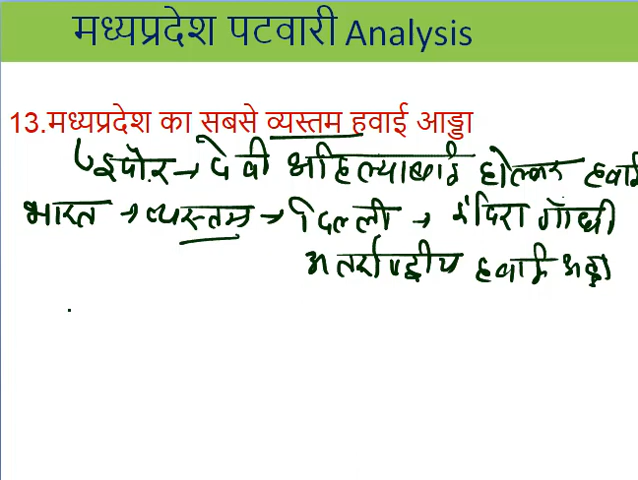 मध्यप्रदेश पटवारी Analysis
13.मध्यप्रदेश का सबसे व्यस्तम हवाई आड्डा
इंदौर → देवी अहिल्याबाई होल्कर हवाई
भारत → व्यस्तम → दिल्ली → इंदिरा गाँधी
अंतर्राष्ट्रीय हवाई अड्डा